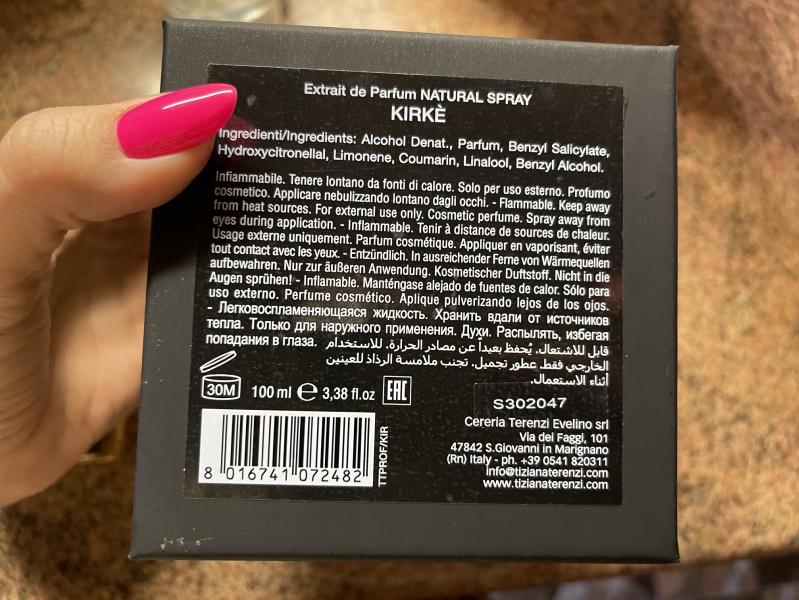 Extrait de Parfum NATURAL SPRAY
KIRKÈ
Ingredienti/Ingredients: Alcohol Denat., Parfum, Benzyl Salicylate,
Hydroxycitronellal, Limonene, Coumarin, Linalool, Benzyl Alcohol.
Infiammabile. Tenere lontano da fonti di calore. Solo per uso esterno. Profumo
cosmetico. Applicare nebulizzando lontano dagli occhi. - Flammable. Keep away
from heat sources. For external use only. Cosmetic perfume. Spray away from
eyes during application. - Inflammable. Tenir à distance de sources de chaleur.
Usage externe uniquement. Parfum cosmétique. Appliquer en vaporisant, éviter
tout contact avec les yeux. - Entzündlich. In ausreichender Ferne von Wärmequellen
aufbewahren. Nur zur äußeren Anwendung. Kosmetischer Duftstoff. Nicht in die
Augen sprühen! - Inflamable. Manténgase alejado de fuentes de calor. Sólo para
uso externo. Perfume cosmético. Aplique pulverizando lejos de los ojos.
- Легковоспламеняющаяся жидкость. Хранить вдали от источников
тепла. Только для наружного применения. Духи. Распылять, избегая
попадания в глаза. قابل للاشتعال. يُحفظ بعيداً عن مصادر الحرارة. للاستخدام
الخارجي فقط. عطور تجميل. تجنب ملامسة الرذاذ للعينين
أثناء الاستعمال.
30M 100 ml e 3,38 fl.oz EAC
S302047
Cereria Terenzi Evelino srl
Via dei Faggi, 101
47842 S.Giovanni in Marignano
(Rn) Italy - ph. +39 0541 820311
info@tizianaterenzi.com
www.tizianaterenzi.com
8 016741 072482
TTPROF/KIR